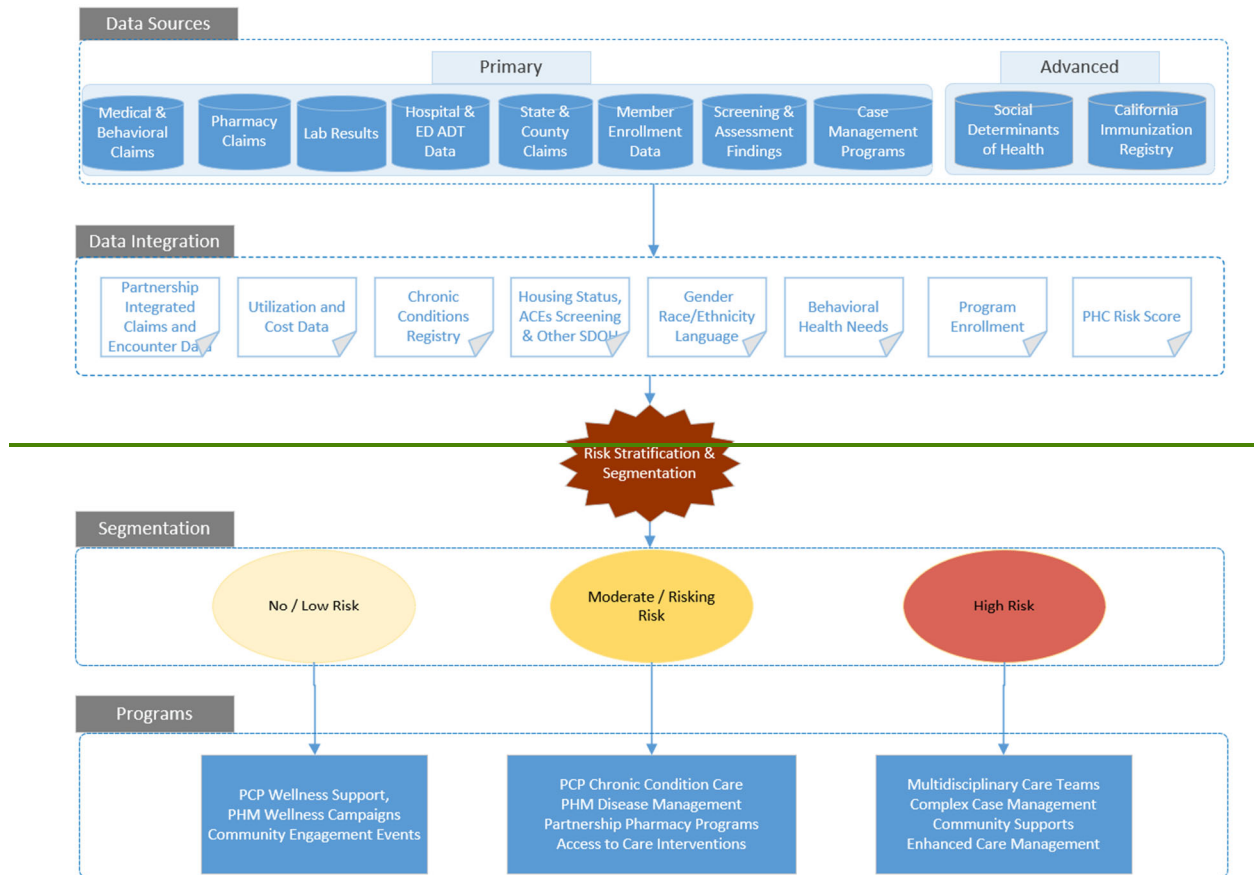 Data Sources
Primary
Advanced
Medical &
Behavioral
Claims
Pharmacy
Claims
Lab Results
Hospital &
ED ADT
Data
State &
County
Claims
Member
Enrollment
Data
Screening &
Assessment
Findings
Case
Management
Programs
Social
Determinants
of Health
California
Immunization
Registry
Data Integration
Partnership
Integrated
Claims and
Encounter Data
Utilization and
Cost Data
Chronic
Conditions
Registry
Housing Status,
ACEs Screening
& Other SDOH
Gender
Race/Ethnicity
Language
Behavioral
Health Needs
Program
Enrollment
PHC Risk Score
Risk Stratification &
Segmentation
Segmentation
No / Low Risk
Moderate / Risking
Risk
High Risk
Programs
PCP Wellness Support,
PHM Wellness Campaigns
Community Engagement Events
PCP Chronic Condition Care
PHM Disease Management
Partnership Pharmacy Programs
Access to Care Interventions
Multidisciplinary Care Teams
Complex Case Management
Community Supports
Enhanced Care Management